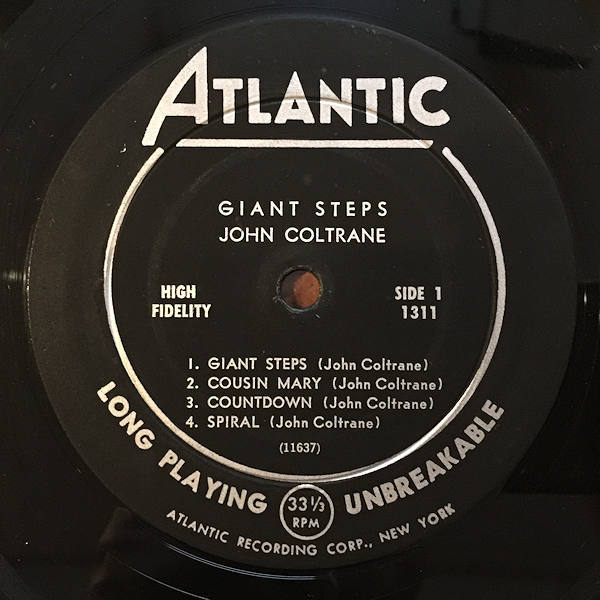 ATLANTIC
GIANT STEPS
JOHN COLTRANE
HIGH FIDELITY
SIDE 1
1311
1. GIANT STEPS (John Coltrane)
2. COUSIN MARY (John Coltrane)
3. COUNTDOWN (John Coltrane)
4. SPIRAL (John Coltrane)
(11637)
LONG PLAYING 33 1/3 RPM UNBREAKABLE
ATLANTIC RECORDING CORP., NEW YORK